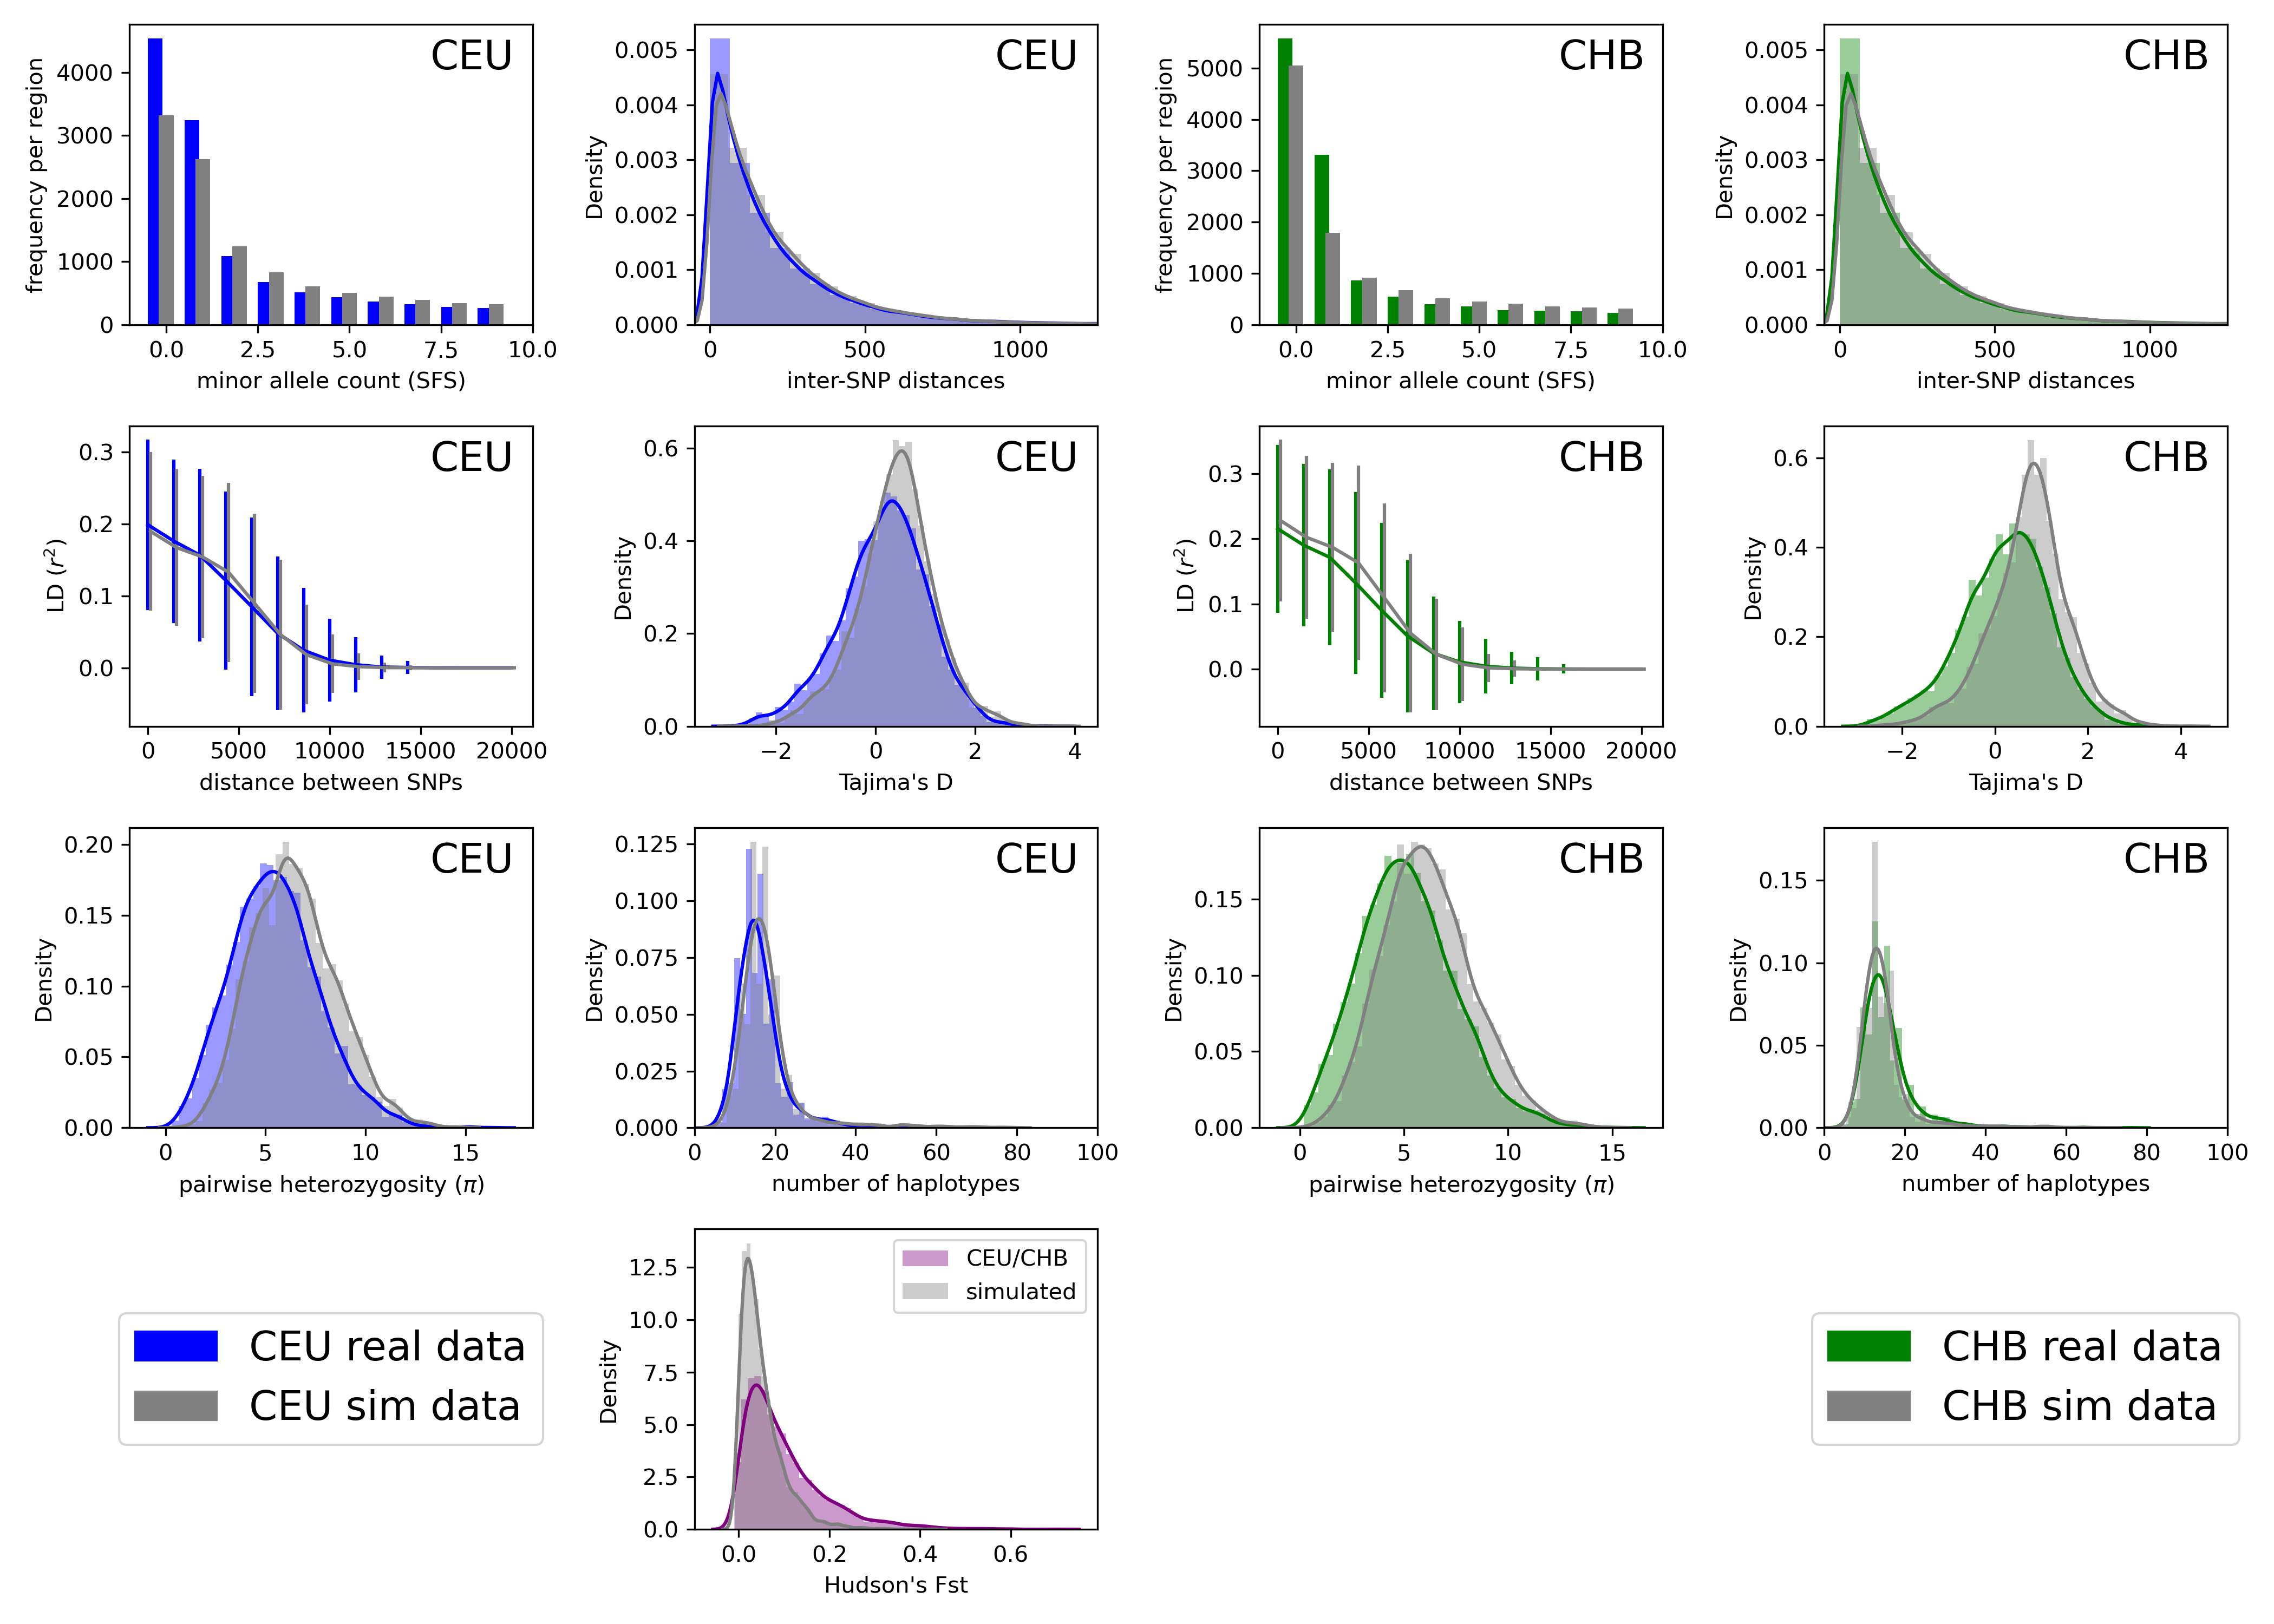 CEU
4000
3000
2000
1000
0
0.0 2.5 5.0 7.5 10.0
frequency per region
minor allele count (SFS)
CEU
0.005
0.004
0.003
0.002
0.001
0.000
0 500 1000
Density
inter-SNP distances
CHB
5000
4000
3000
2000
1000
0
0.0 2.5 5.0 7.5 10.0
frequency per region
minor allele count (SFS)
CHB
0.005
0.004
0.003
0.002
0.001
0.000
0 500 1000
Density
inter-SNP distances
CEU
0.3
0.2
0.1
0.0
0 5000 10000 15000 20000
LD (r²)
distance between SNPs
CEU
0.6
0.4
0.2
0.0
−2 0 2 4
Density
Tajima's D
CHB
0.3
0.2
0.1
0.0
0 5000 10000 15000 20000
LD (r²)
distance between SNPs
CHB
0.6
0.4
0.2
0.0
−2 0 2 4
Density
Tajima's D
CEU
0.20
0.15
0.10
0.05
0.00
0 5 10 15
Density
pairwise heterozygosity (π)
CEU
0.125
0.100
0.075
0.050
0.025
0.000
0 20 40 60 80 100
Density
number of haplotypes
CHB
0.15
0.10
0.05
0.00
0 5 10 15
Density
pairwise heterozygosity (π)
CHB
0.15
0.10
0.05
0.00
0 20 40 60 80 100
Density
number of haplotypes
CEU real data
CEU sim data
CEU/CHB
simulated
12.5
10.0
7.5
5.0
2.5
0.0
0.0 0.2 0.4 0.6
Density
Hudson's Fst
CHB real data
CHB sim data